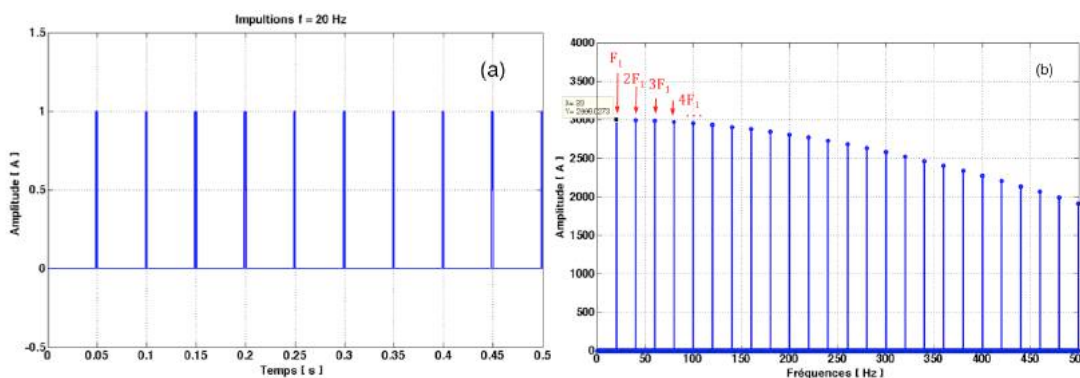 Impultions f = 20 Hz
(a)
1.5
1
0.5
0
-0.5
Amplitude [ A ]
0 0.05 0.1 0.15 0.2 0.25 0.3 0.35 0.4 0.45 0.5
Temps [ s ]
(b)
4000
3500
3000
2500
2000
1500
1000
500
0
Amplitude [ A ]
F1
2F1 3F1
4F1
....
X= 20
0 50 100 150 200 250 300 350 400 450 500
Fréquences [ Hz ]